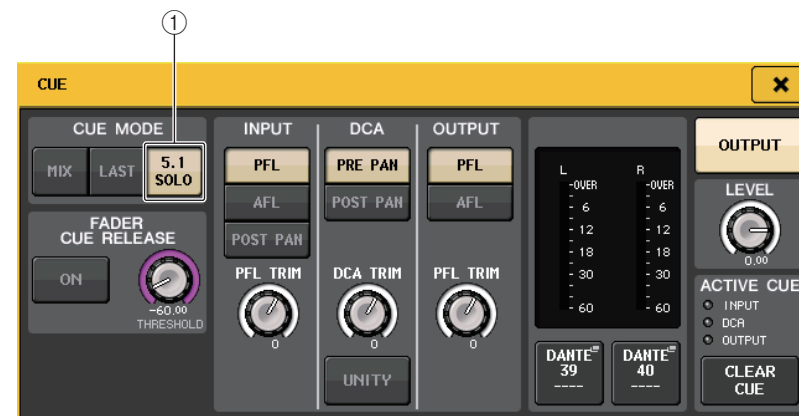 1
CUE
CUE MODE
MIX
LAST
5.1
SOLO
FADER
CUE RELEASE
ON
-60.00
THRESHOLD
INPUT
PFL
AFL
POST PAN
PFL TRIM
0
DCA
PRE PAN
POST PAN
DCA TRIM
0
UNITY
OUTPUT
PFL
AFL
PFL TRIM
0
L
R
-OVER
-OVER
- 6
- 6
- 12
- 12
- 18
- 18
- 30
- 30
- 60
- 60
DANTE
39
----
DANTE
40
----
OUTPUT
LEVEL
0.00
ACTIVE CUE
INPUT
DCA
OUTPUT
CLEAR
CUE